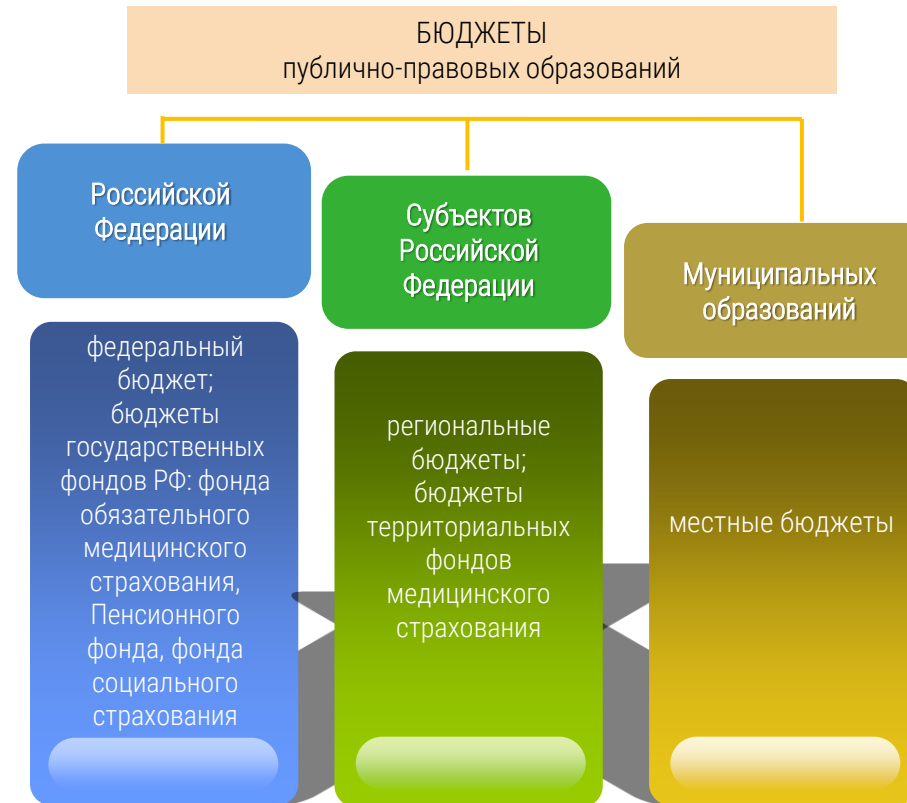 БЮДЖЕТЫ
публично-правовых образований
Российской
Федерации
Субъектов
Российской
Федерации
Муниципальных
образований
федеральный
бюджет;
бюджеты
государственных
фондов РФ: фонда
обязательного
медицинского
страхования,
Пенсионного
фонда, фонда
социального
страхования
региональные
бюджеты;
бюджеты
территориальных
фондов
медицинского
страхования
местные бюджеты